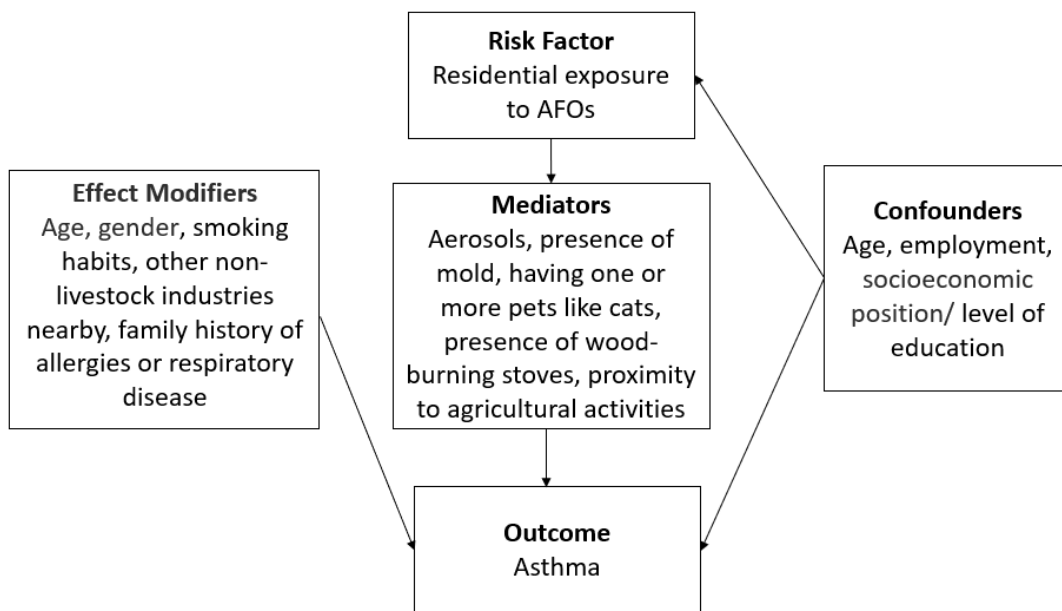 Risk Factor
Residential exposure
to AFOs
Effect Modifiers
Age, gender, smoking
habits, other non-
livestock industries
nearby, family history of
allergies or respiratory
disease
Mediators
Aerosols, presence of
mold, having one or
more pets like cats,
presence of wood-
burning stoves, proximity
to agricultural activities
Confounders
Age, employment,
socioeconomic
position/ level of
education
Outcome
Asthma